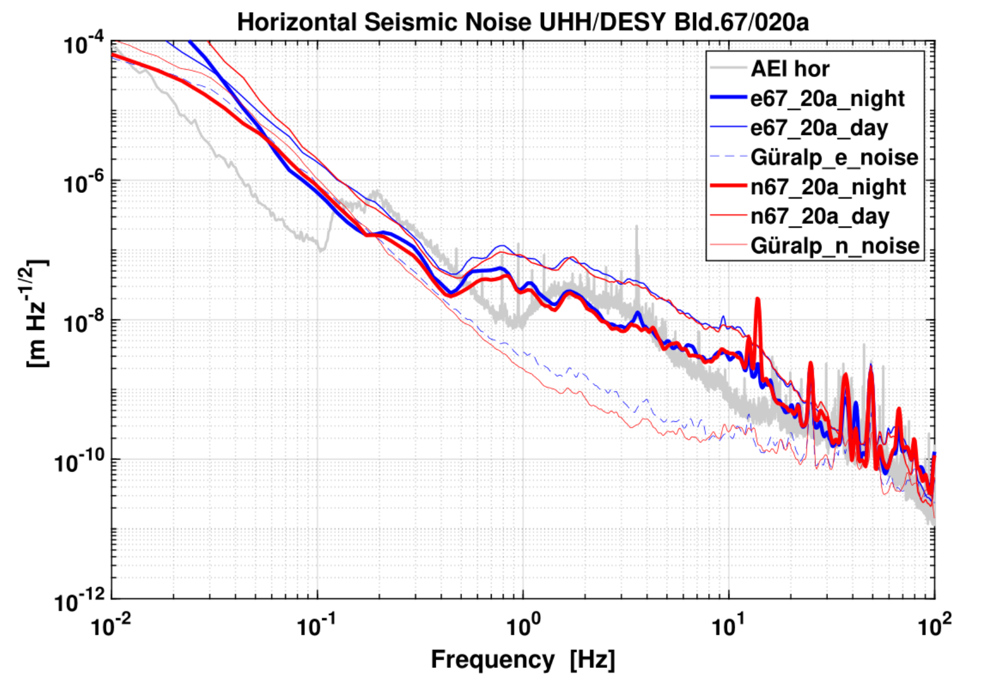 Horizontal Seismic Noise UHH/DESY Bld.67/020a
AEI hor
e67_20a_night
e67_20a_day
Güralp_e_noise
n67_20a_night
n67_20a_day
Güralp_n_noise
[m Hz^-1/2]
10^-4
10^-6
10^-8
10^-10
10^-12
10^-2 10^-1 10^0 10^1 10^2
Frequency [Hz]